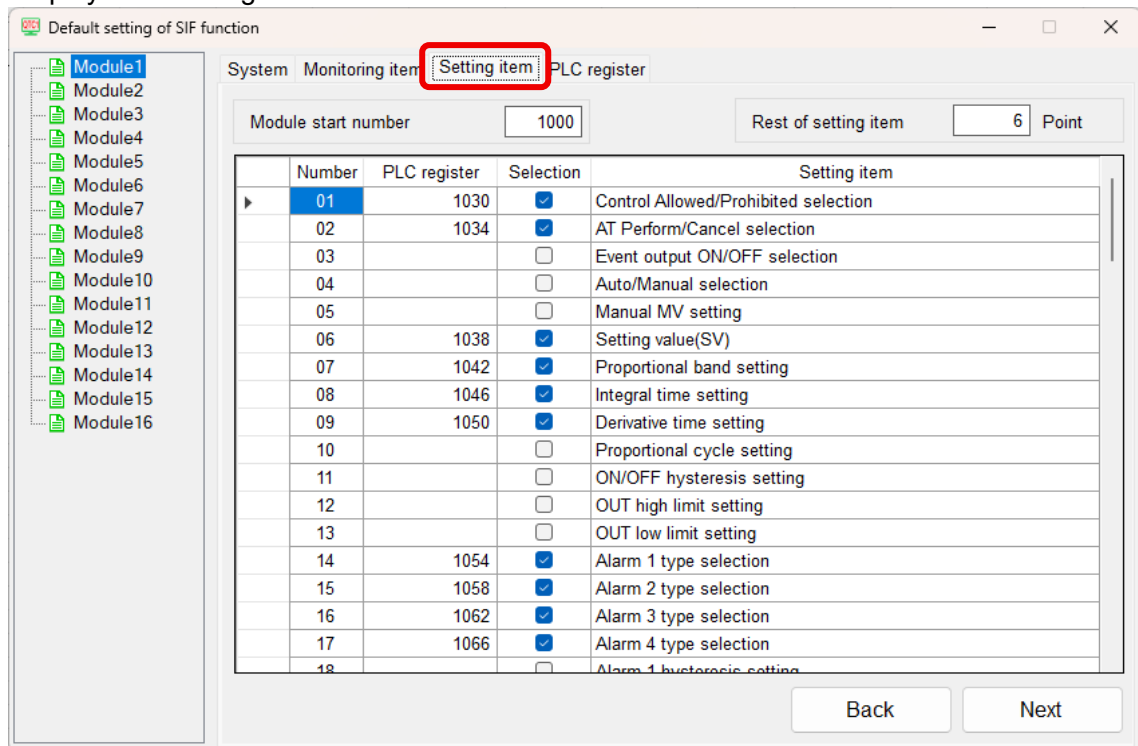 Default setting of SIF function
Module1
Module2
Module3
Module4
Module5
Module6
Module7
Module8
Module9
Module10
Module11
Module12
Module13
Module14
Module15
Module16
System Monitoring item Setting item PLC register
Module start number 1000 Rest of setting item 6 Point
Number PLC register Selection Setting item
01 1030 Control Allowed/Prohibited selection
02 1034 AT Perform/Cancel selection
03 Event output ON/OFF selection
04 Auto/Manual selection
05 Manual MV setting
06 1038 Setting value(SV)
07 1042 Proportional band setting
08 1046 Integral time setting
09 1050 Derivative time setting
10 Proportional cycle setting
11 ON/OFF hysteresis setting
12 OUT high limit setting
13 OUT low limit setting
14 1054 Alarm 1 type selection
15 1058 Alarm 2 type selection
16 1062 Alarm 3 type selection
17 1066 Alarm 4 type selection
18 Alarm 1 hysteresis setting
Back Next